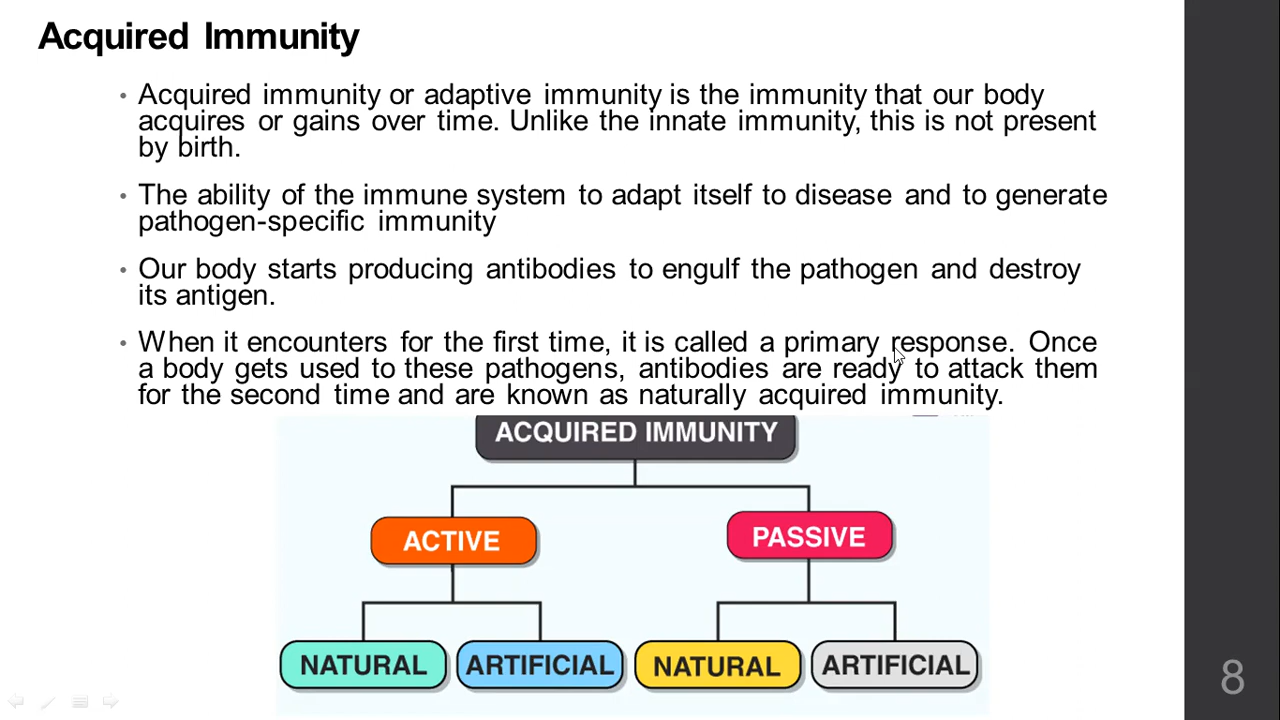 Acquired Immunity
• Acquired immunity or adaptive immunity is the immunity that our body
acquires or gains over time. Unlike the innate immunity, this is not present
by birth.
• The ability of the immune system to adapt itself to disease and to generate
pathogen-specific immunity
• Our body starts producing antibodies to engulf the pathogen and destroy
its antigen.
• When it encounters for the first time, it is called a primary response. Once
a body gets used to these pathogens, antibodies are ready to attack them
for the second time and are known as naturally acquired immunity.
ACQUIRED IMMUNITY
ACTIVE
PASSIVE
NATURAL
ARTIFICIAL
NATURAL
ARTIFICIAL
8